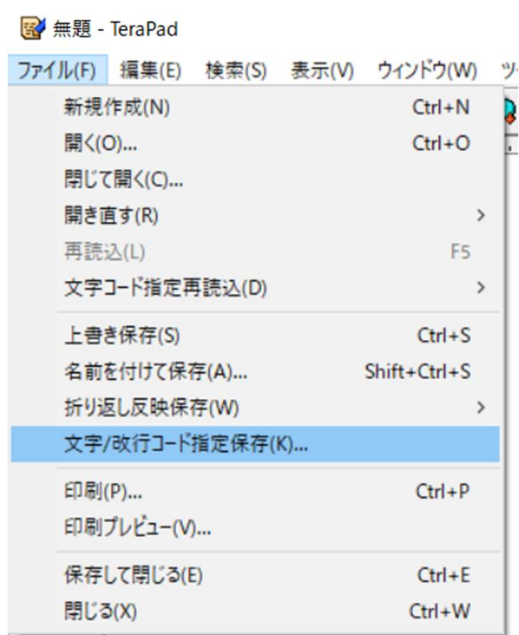 無題 - TeraPad
ファイル(F) 編集(E) 検索(S) 表示(V) ウィンドウ(W) ツ
新規作成(N) Ctrl+N
開く(O)... Ctrl+O
閉じて開く(C)...
開き直す(R) >
再読込(L) F5
文字コード指定再読込(D) >
上書き保存(S) Ctrl+S
名前を付けて保存(A)... Shift+Ctrl+S
折り返し反映保存(W) >
文字/改行コード指定保存(K)...
印刷(P)... Ctrl+P
印刷プレビュー(V)...
保存して閉じる(E) Ctrl+E
閉じる(X) Ctrl+W